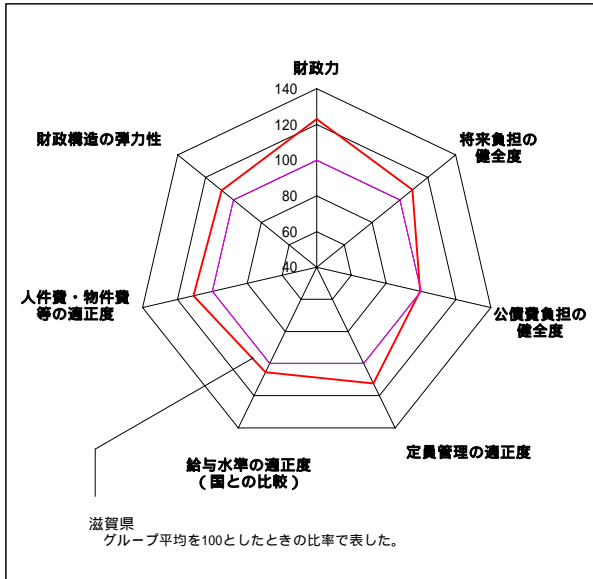 財政力
140
120
100
80
60
40
将来負担の
健全度
公債費負担の
健全度
定員管理の適正度
給与水準の適正度
（国との比較）
人件費・物件費
等の適正度
財政構造の弾力性
滋賀県
グループ平均を100としたときの比率で表した。